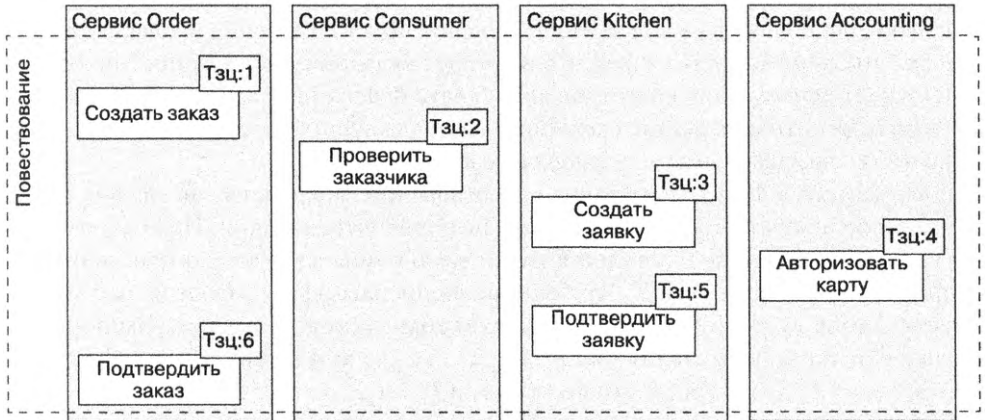 Сервис Order
Сервис Consumer
Сервис Kitchen
Сервис Accounting
Повествование
Тзц:1
Создать заказ
Тзц:2
Проверить
заказчика
Тзц:3
Создать
заявку
Тзц:4
Авторизовать
карту
Тзц:5
Подтвердить
заявку
Тзц:6
Подтвердить
заказ